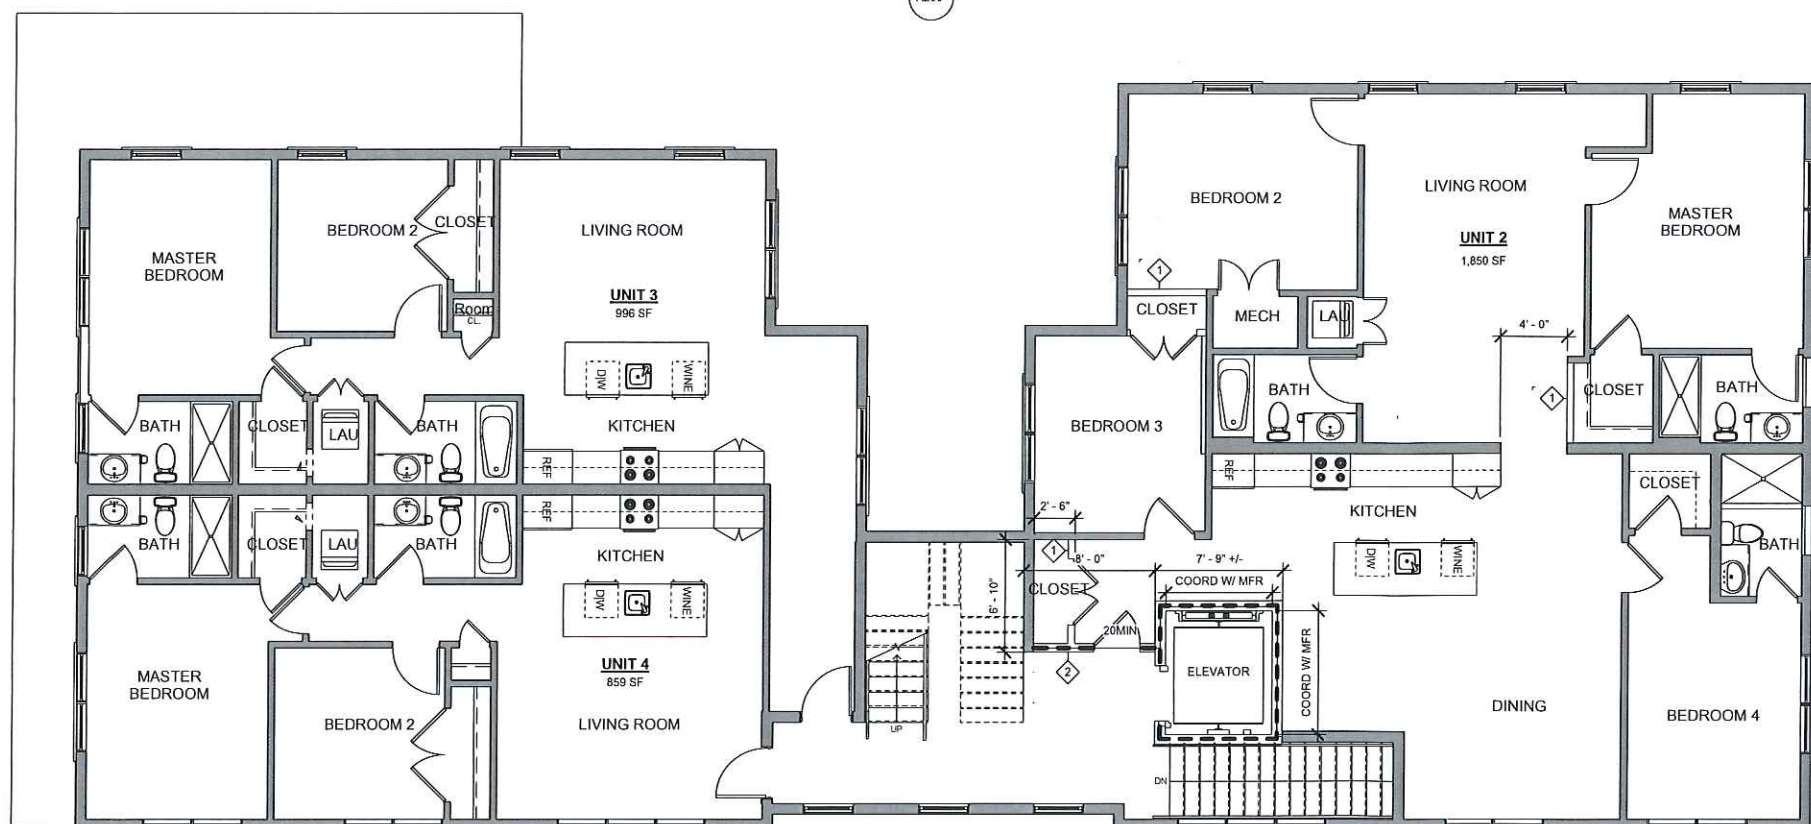 MASTER
BEDROOM
BEDROOM 2
CLOSET
Room
CL.
LIVING ROOM
UNIT 3
996 SF
D/W
WINE
KITCHEN
REF
BATH
CLOSET
LAU
BATH
BATH
CLOSET
LAU
BATH
REF
KITCHEN
D/W
WINE
UNIT 4
859 SF
LIVING ROOM
MASTER
BEDROOM
BEDROOM 2
BEDROOM 2
LIVING ROOM
UNIT 2
1,850 SF
MASTER
BEDROOM
1
CLOSET
MECH
LAU
4' - 0"
1
CLOSET
BATH
BATH
BEDROOM 3
REF
KITCHEN
D/W
WINE
CLOSET
BATH
2' - 6"
1
8' - 0"
7' - 9" +/-
COORD W/ MFR
6' - 10"
CLOSET
20MIN
2
ELEVATOR
COORD W/ MFR
UP
DN
DINING
BEDROOM 4